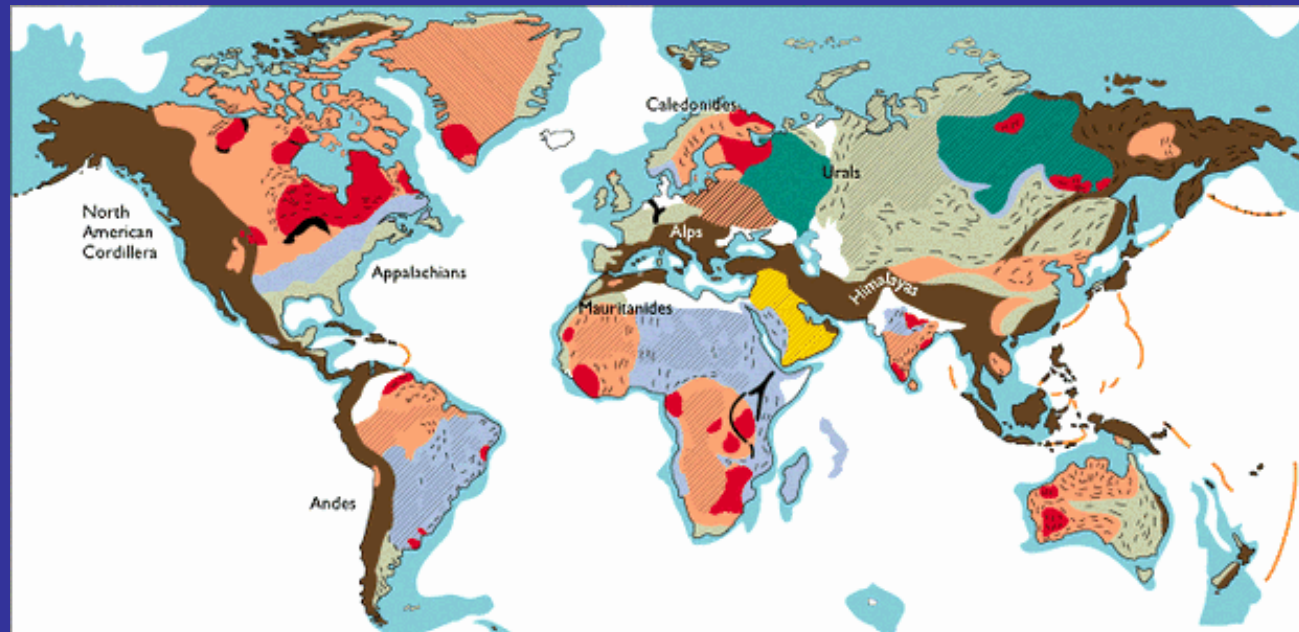 Caledonides
Urals
North
American
Cordillera
Alps
Appalachians
Himalayas
Mauritanides
Andes